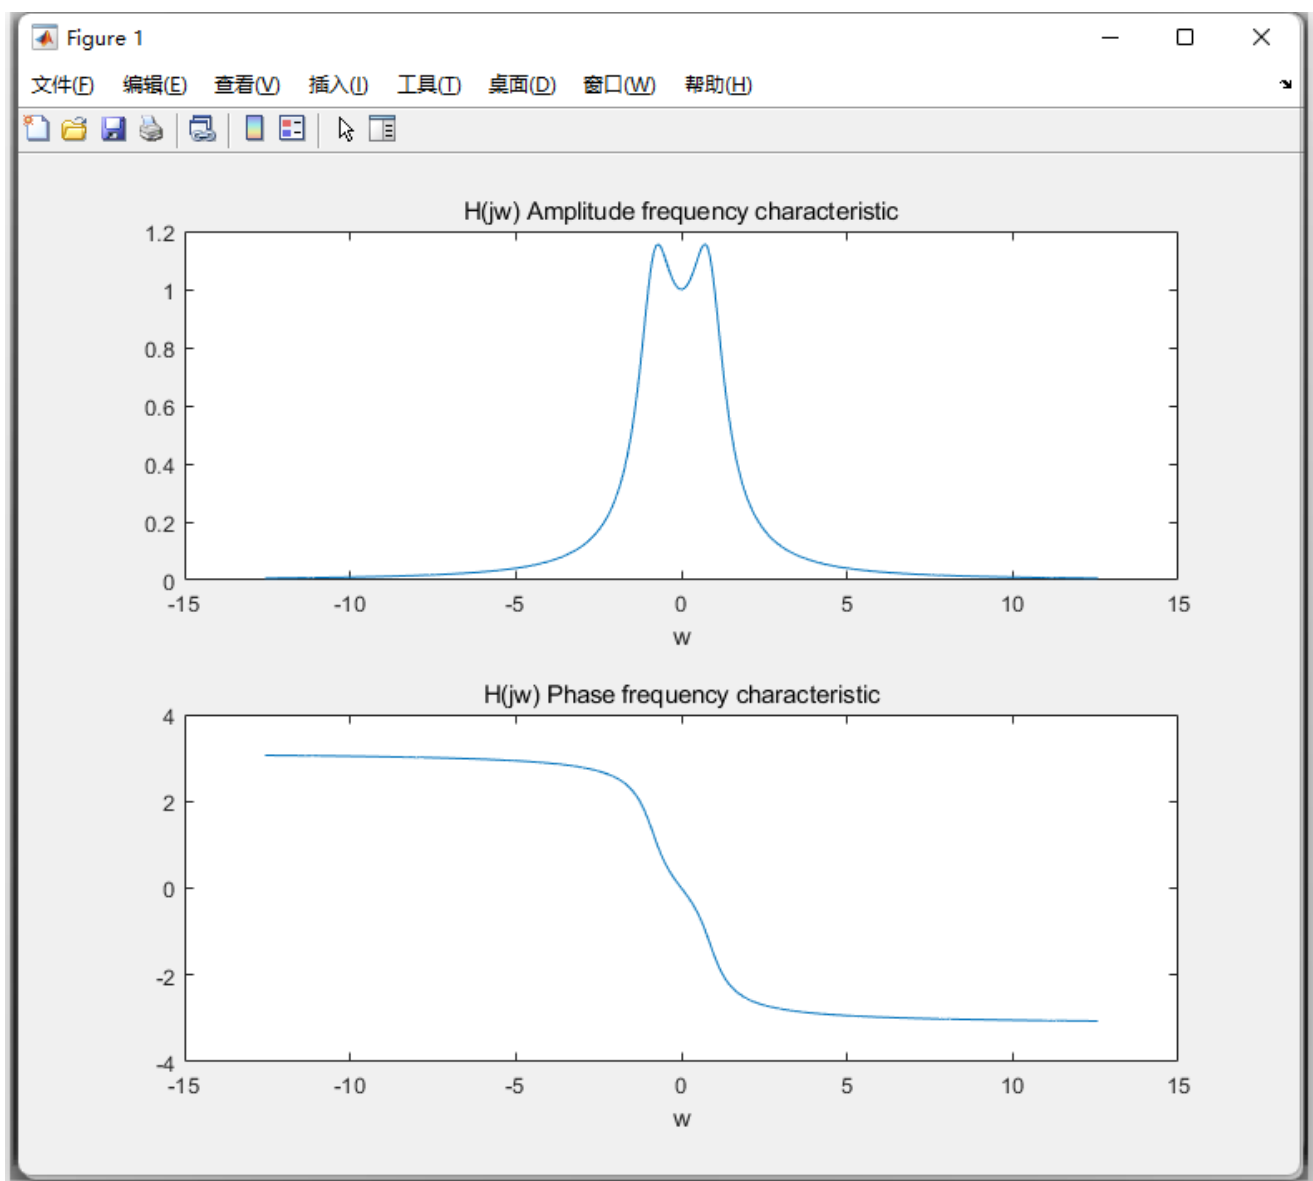 Figure 1
文件(F) 编辑(E) 查看(V) 插入(I) 工具(T) 桌面(D) 窗口(W) 帮助(H)
H(jw) Amplitude frequency characteristic
1.2
1
0.8
0.6
0.4
0.2
0
-15 -10 -5 0 5 10 15
w
H(jw) Phase frequency characteristic
4
2
0
-2
-4
-15 -10 -5 0 5 10 15
w